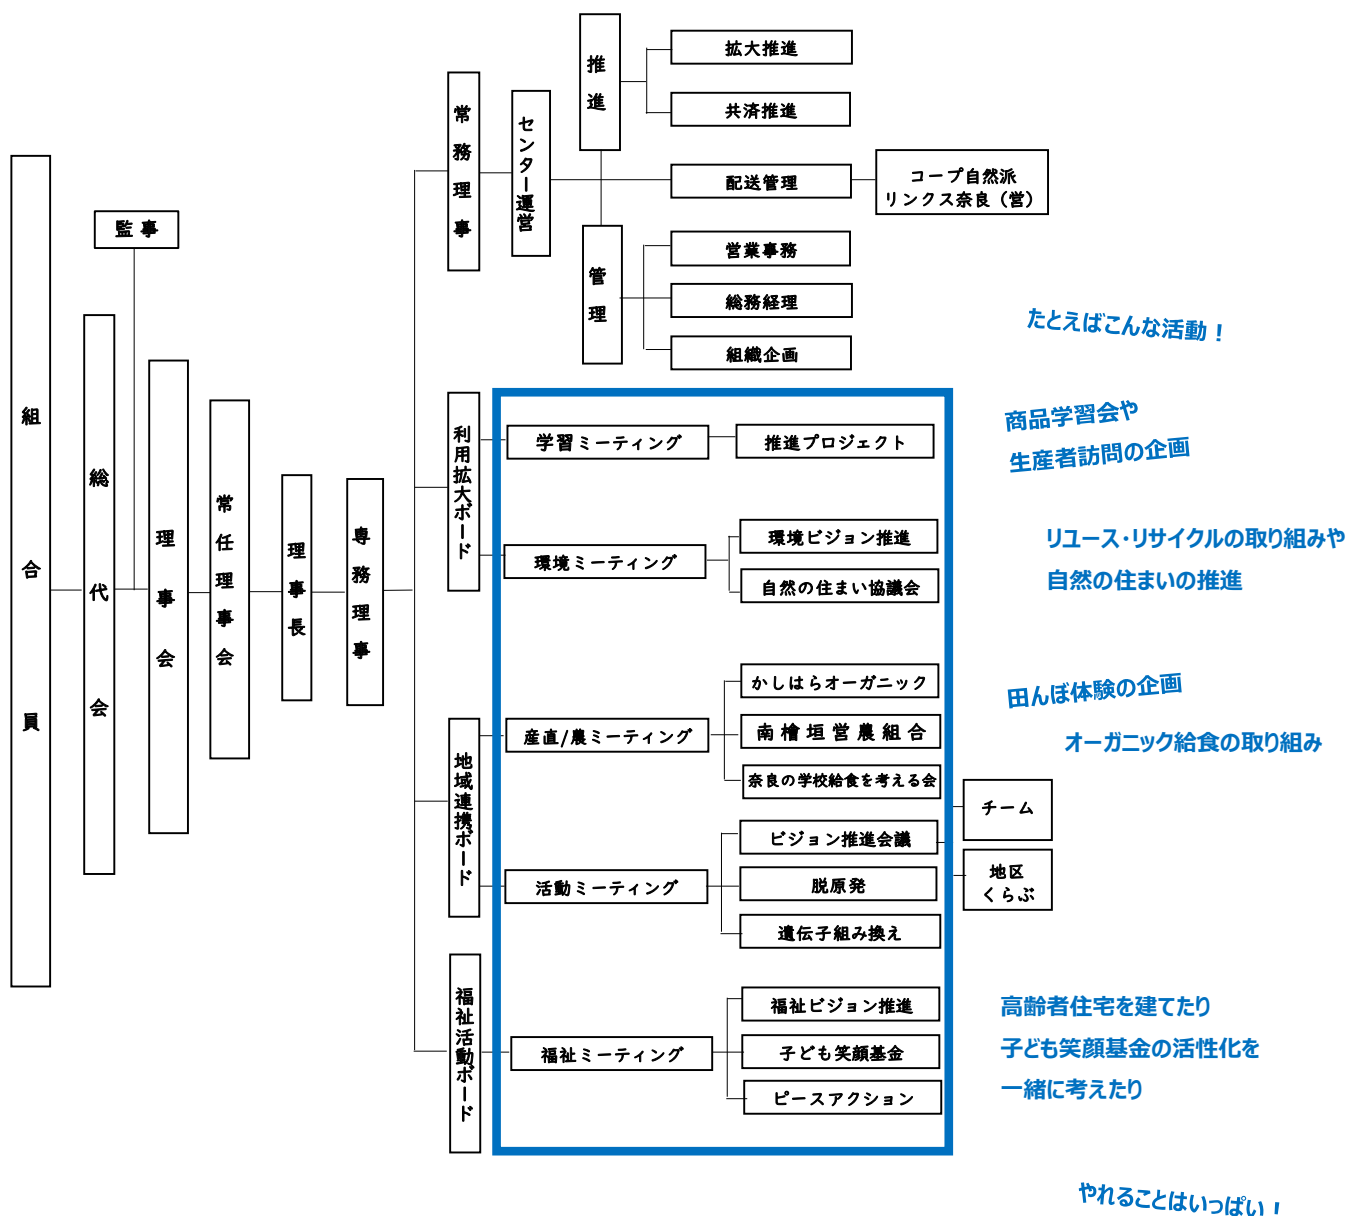 組合員
総代会
監事
理事会
常任理事会
理事長
専務理事
常務理事
センター運営
推進
拡大推進
共済推進
配送管理
コープ自然派
リンクス奈良（営）
管理
営業事務
総務経理
組織企画
たとえばこんな活動！
利用拡大ボード
学習ミーティング
推進プロジェクト
商品学習会や
生産者訪問の企画
環境ミーティング
環境ビジョン推進
自然の住まい協議会
リユース・リサイクルの取り組みや
自然の住まいの推進
地域連携ボード
産直/農ミーティング
かしはらオーガニック
南檜垣営農組合
奈良の学校給食を考える会
田んぼ体験の企画
オーガニック給食の取り組み
活動ミーティング
ビジョン推進会議
脱原発
遺伝子組み換え
チーム
地区
くらぶ
福祉活動ボード
福祉ミーティング
福祉ビジョン推進
子ども笑顔基金
ピースアクション
高齢者住宅を建てたり
子ども笑顔基金の活性化を
一緒に考えたり
やれることはいっぱい！